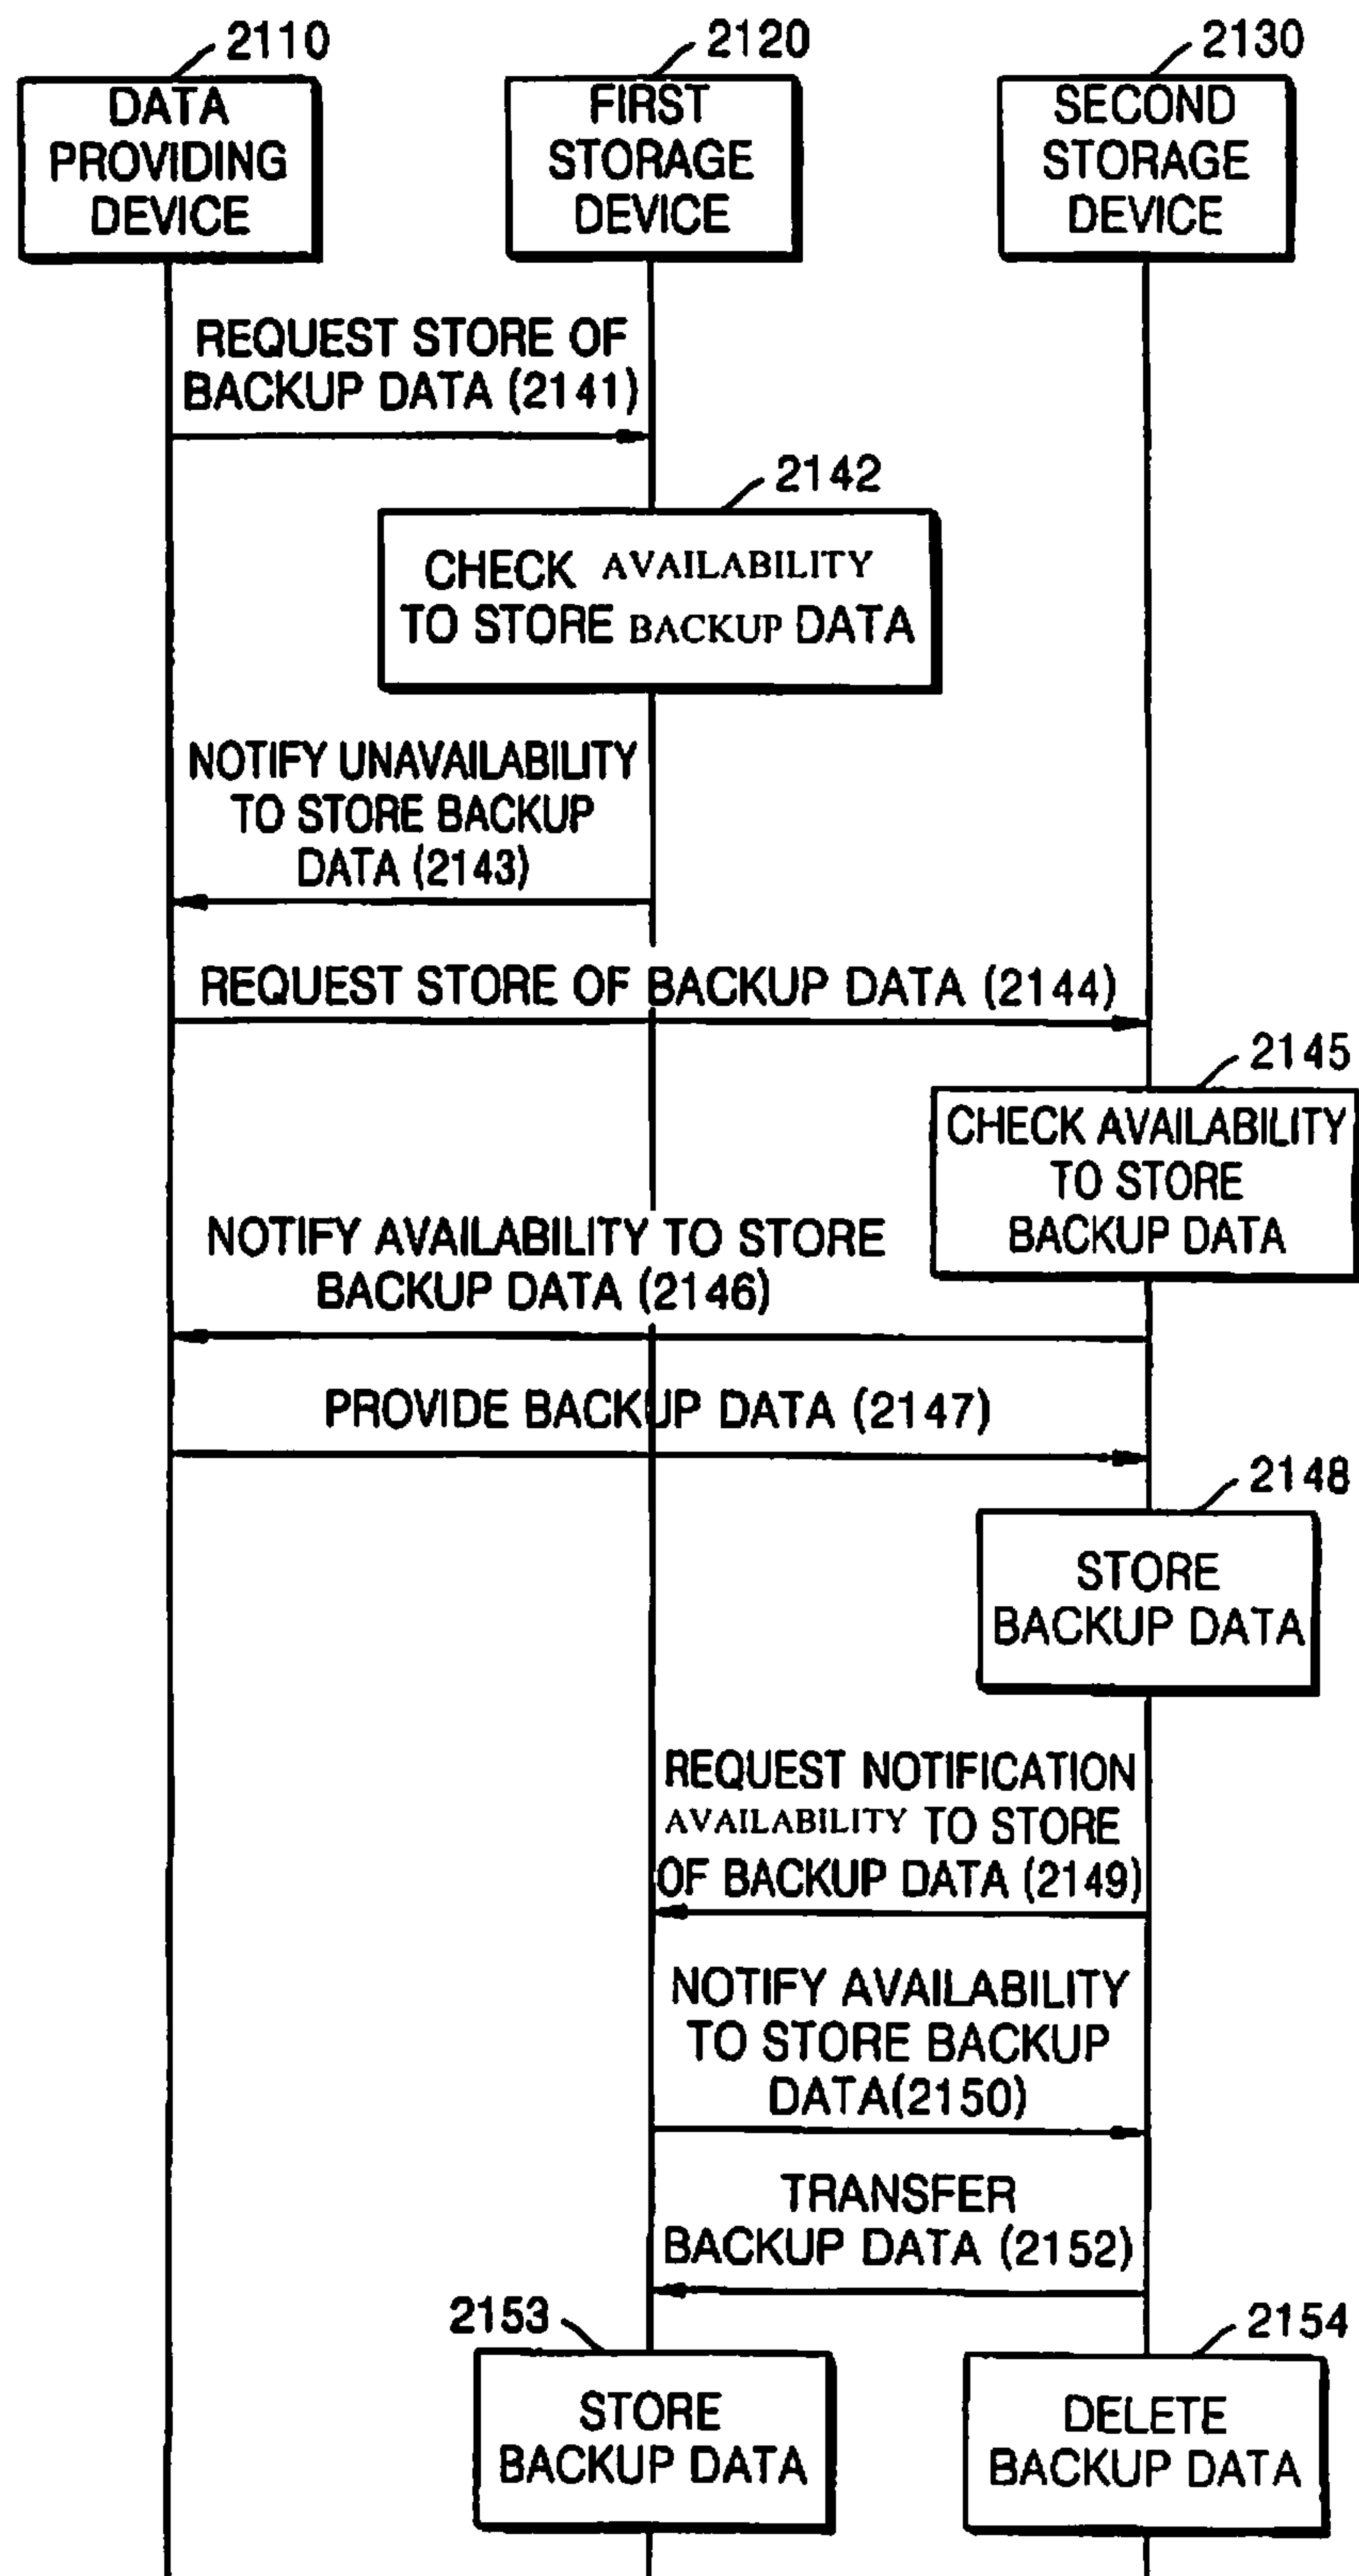 2110
2120
2130
DATA
PROVIDING
DEVICE
FIRST
STORAGE
DEVICE
SECOND
STORAGE
DEVICE
REQUEST STORE OF
BACKUP DATA (2141)
2142
CHECK AVAILABILITY
TO STORE BACKUP DATA
NOTIFY UNAVAILABILITY
TO STORE BACKUP
DATA (2143)
REQUEST STORE OF BACKUP DATA (2144)
2145
CHECK AVAILABILITY
TO STORE
BACKUP DATA
NOTIFY AVAILABILITY TO STORE
BACKUP DATA (2146)
PROVIDE BACKUP DATA (2147)
2148
STORE
BACKUP DATA
REQUEST NOTIFICATION
AVAILABILITY TO STORE
OF BACKUP DATA (2149)
NOTIFY AVAILABILITY
TO STORE BACKUP
DATA(2150)
TRANSFER
BACKUP DATA (2152)
2153
STORE
BACKUP DATA
2154
DELETE
BACKUP DATA